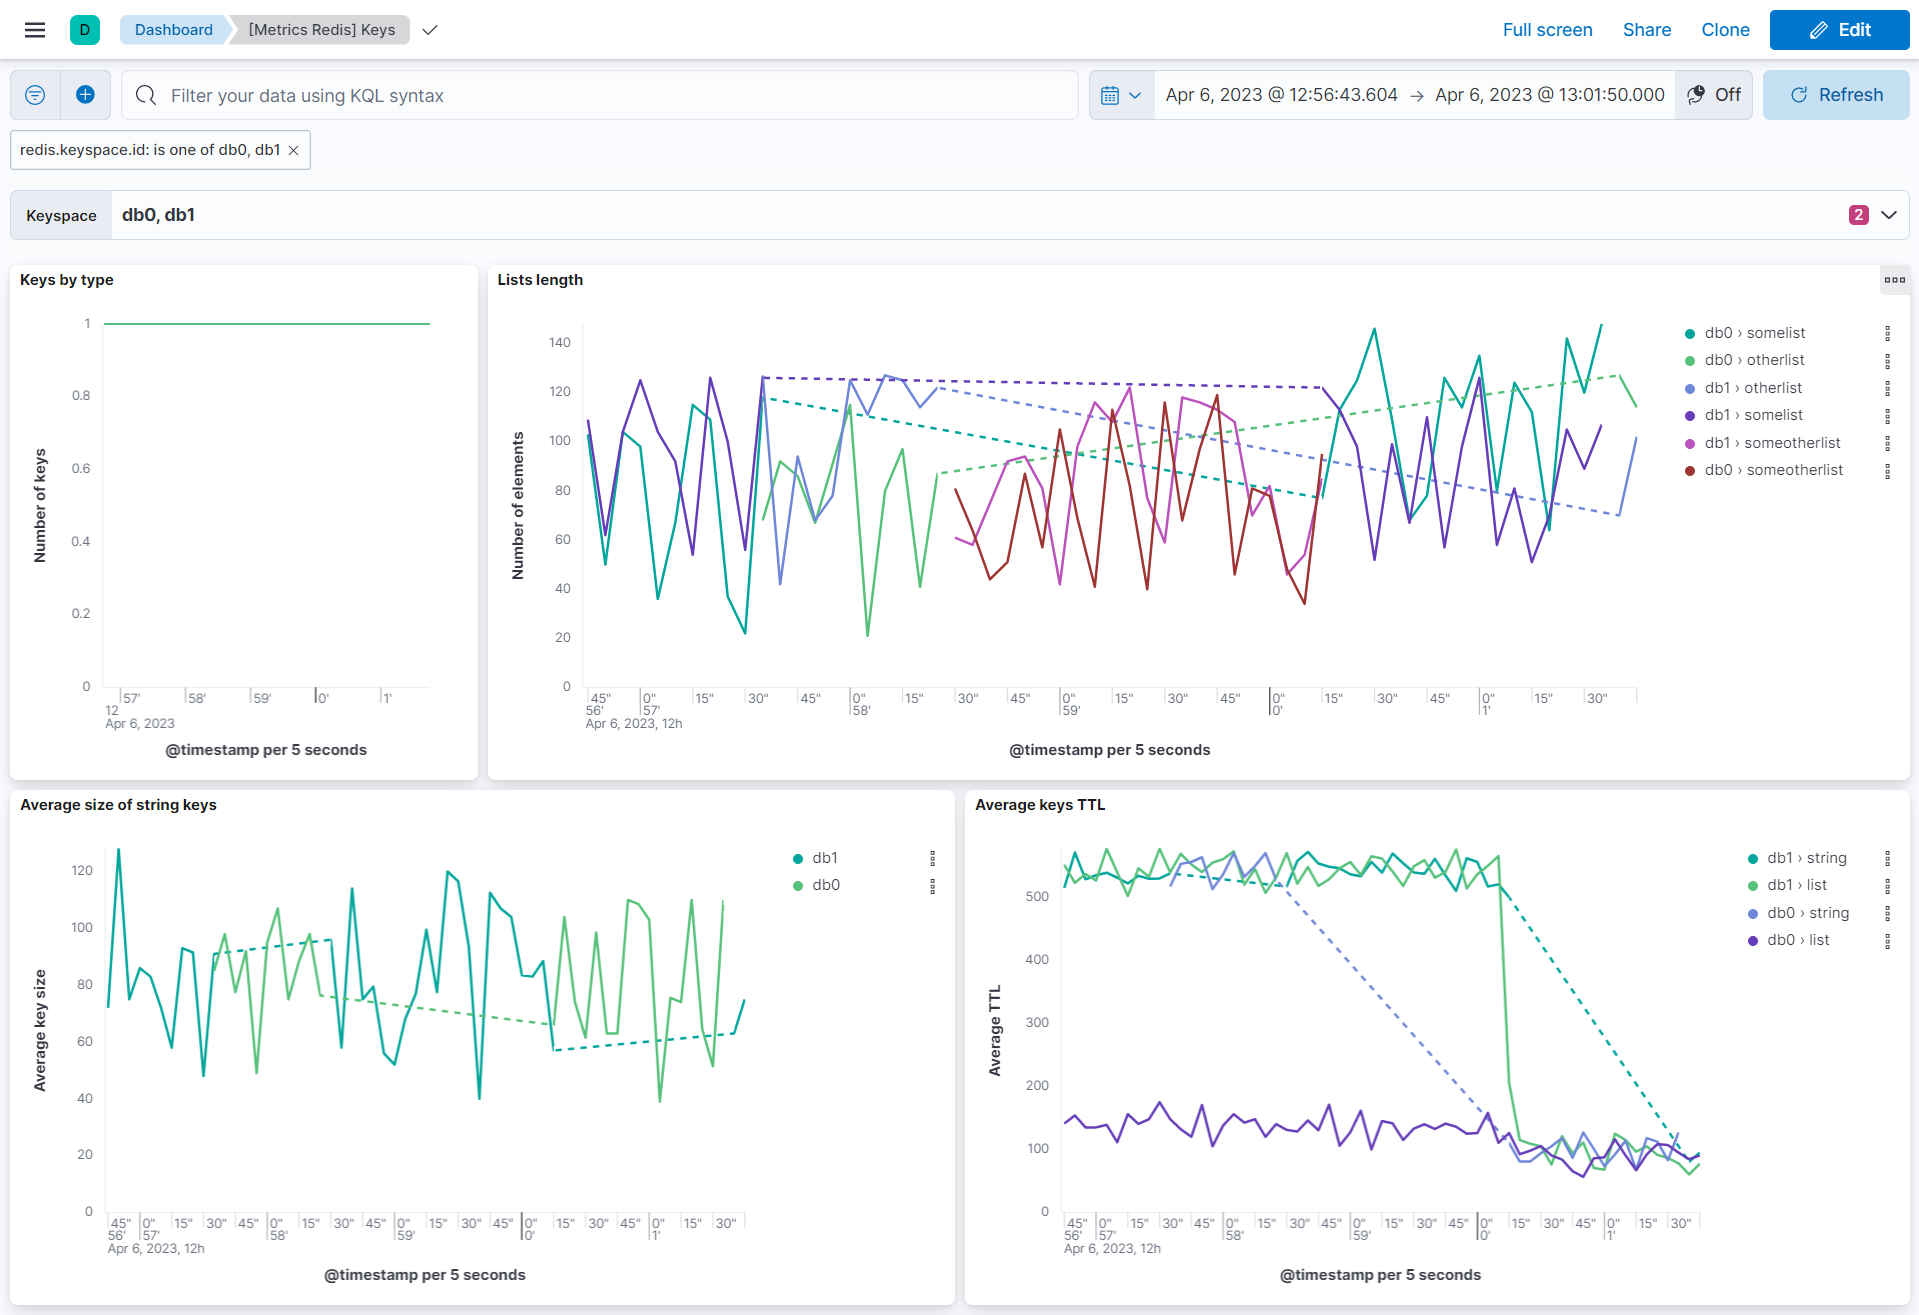 D Dashboard [Metrics Redis] Keys Full screen Share Clone Edit
Filter your data using KQL syntax Apr 6, 2023 @ 12:56:43.604 → Apr 6, 2023 @ 13:01:50.000 Off Refresh
redis.keyspace.id: is one of db0, db1 ×
Keyspace db0, db1 2
Keys by type
Number of keys
1
0.8
0.6
0.4
0.2
0
57' 58' 59' 0' 1'
12
Apr 6, 2023
@timestamp per 5 seconds
Lists length
Number of elements
140
120
100
80
60
40
20
0
45" 0" 15" 30" 45" 0" 15" 30" 45" 0" 15" 30" 45" 0" 15" 30" 45" 0" 15" 30"
56' 57' 58' 59' 0' 1'
Apr 6, 2023, 12h
@timestamp per 5 seconds
db0 › somelist
db0 › otherlist
db1 › otherlist
db1 › somelist
db1 › someotherlist
db0 › someotherlist
Average size of string keys
Average key size
120
100
80
60
40
20
0
45" 0" 15" 30" 45" 0" 15" 30" 45" 0" 15" 30" 45" 0" 15" 30" 45" 0" 15" 30"
56' 57' 58' 59' 0' 1'
Apr 6, 2023, 12h
@timestamp per 5 seconds
db1
db0
Average keys TTL
Average TTL
500
400
300
200
100
0
45" 0" 15" 30" 45" 0" 15" 30" 45" 0" 15" 30" 45" 0" 15" 30" 45" 0" 15" 30"
56' 57' 58' 59' 0' 1'
Apr 6, 2023, 12h
@timestamp per 5 seconds
db1 › string
db1 › list
db0 › string
db0 › list